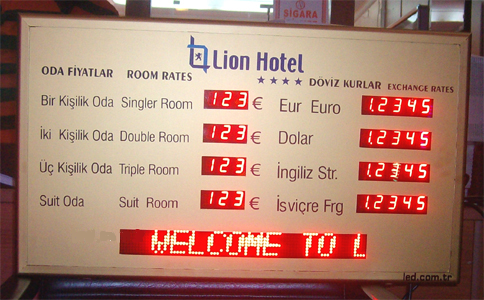 SİGARA
Lion Hotel
ODA FİYATLAR ROOM RATES DÖVİZ KURLAR EXCHANGE RATES
Bir Kişilik Oda Singler Room 123 € Eur Euro 1.2345
İki Kişilik Oda Double Room 123 € Dolar 1.2345
Üç Kişilik Oda Triple Room 123 € İngiliz Str. 1.2345
Suit Oda Suit Room 123 € İsviçre Frg 1.2345
WELCOME TO L
led.com.tr